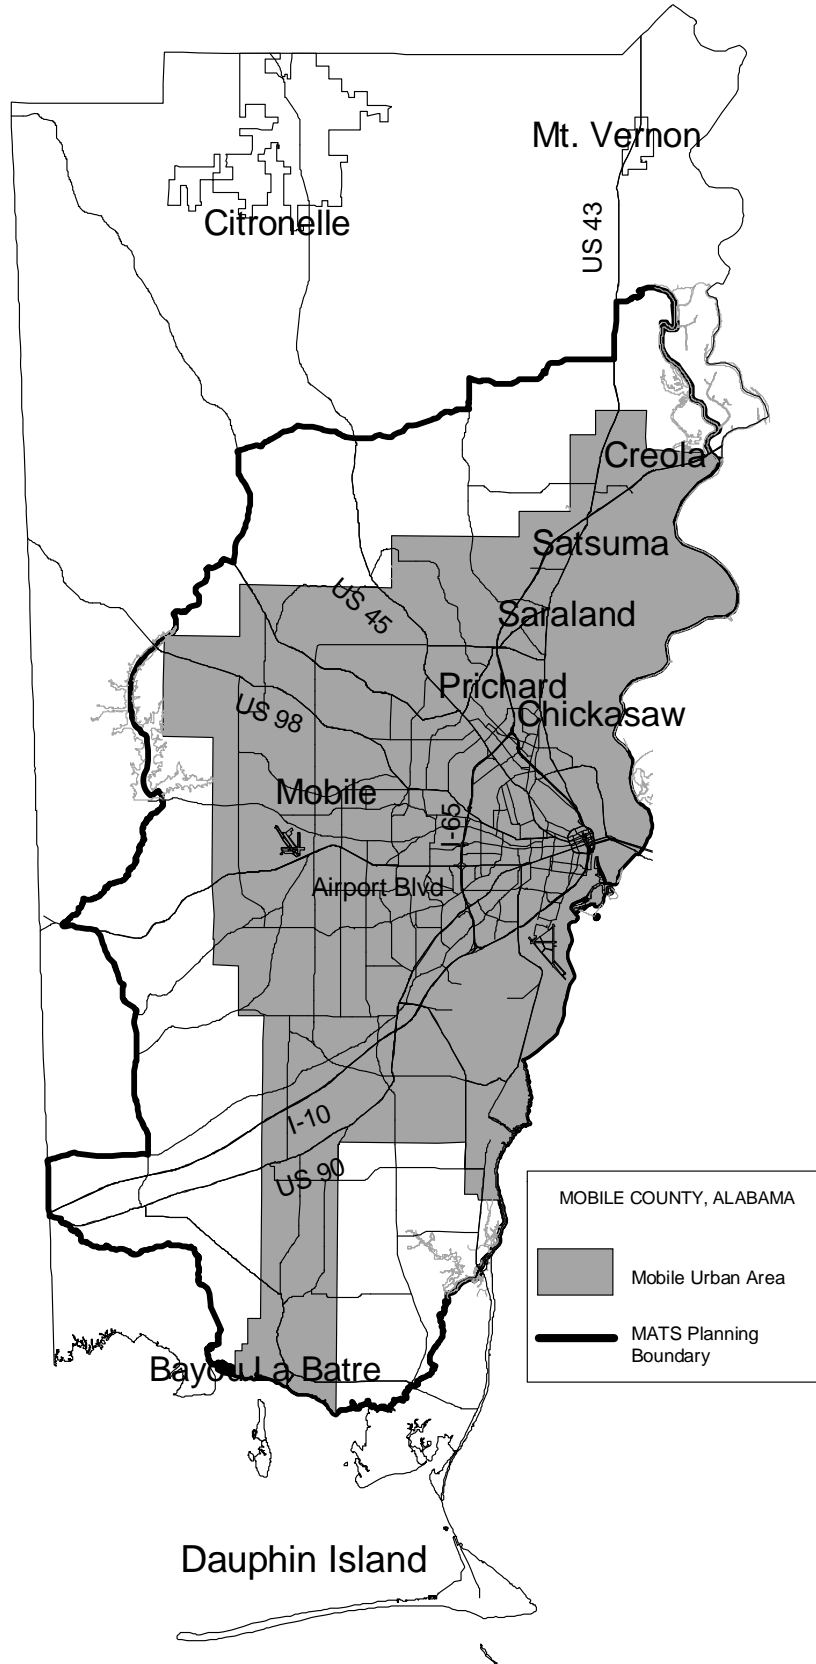 Mt. Vernon
Citronelle
US 43
Creola
Satsuma
US 45
Saraland
Prichard
US 98
Chickasaw
Mobile
I-65
Airport Blvd
I-10
US 90
MOBILE COUNTY, ALABAMA
Mobile Urban Area
MATS Planning
Boundary
Bayou La Batre
Dauphin Island